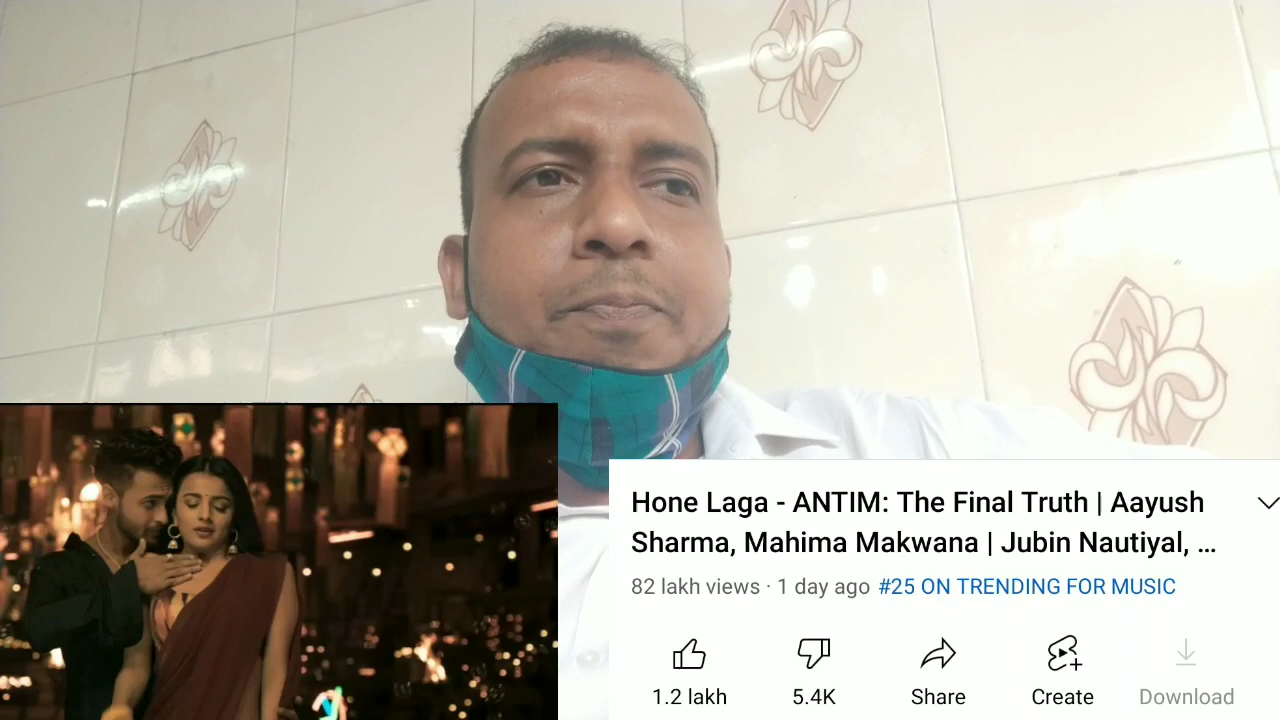 Hone Laga - ANTIM: The Final Truth | Aayush
Sharma, Mahima Makwana | Jubin Nautiyal, ...
82 lakh views · 1 day ago #25 ON TRENDING FOR MUSIC
1.2 lakh 5.4K Share Create Download